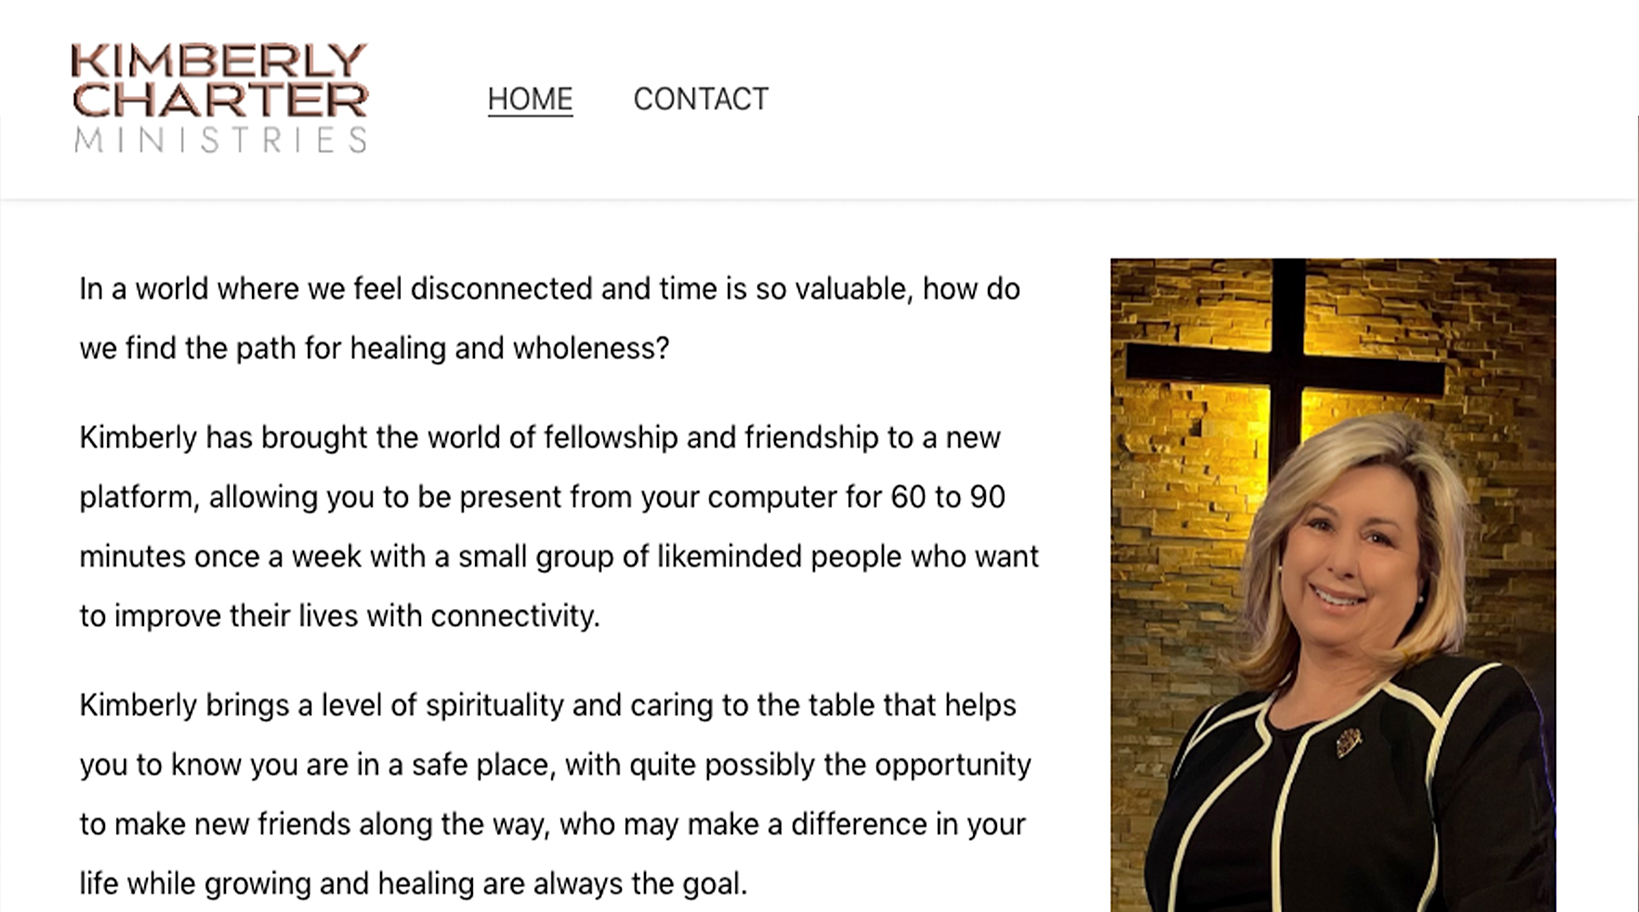 KIMBERLY
CHARTER
MINISTRIES
HOME CONTACT
In a world where we feel disconnected and time is so valuable, how do
we find the path for healing and wholeness?
Kimberly has brought the world of fellowship and friendship to a new
platform, allowing you to be present from your computer for 60 to 90
minutes once a week with a small group of likeminded people who want
to improve their lives with connectivity.
Kimberly brings a level of spirituality and caring to the table that helps
you to know you are in a safe place, with quite possibly the opportunity
to make new friends along the way, who may make a difference in your
life while growing and healing are always the goal.